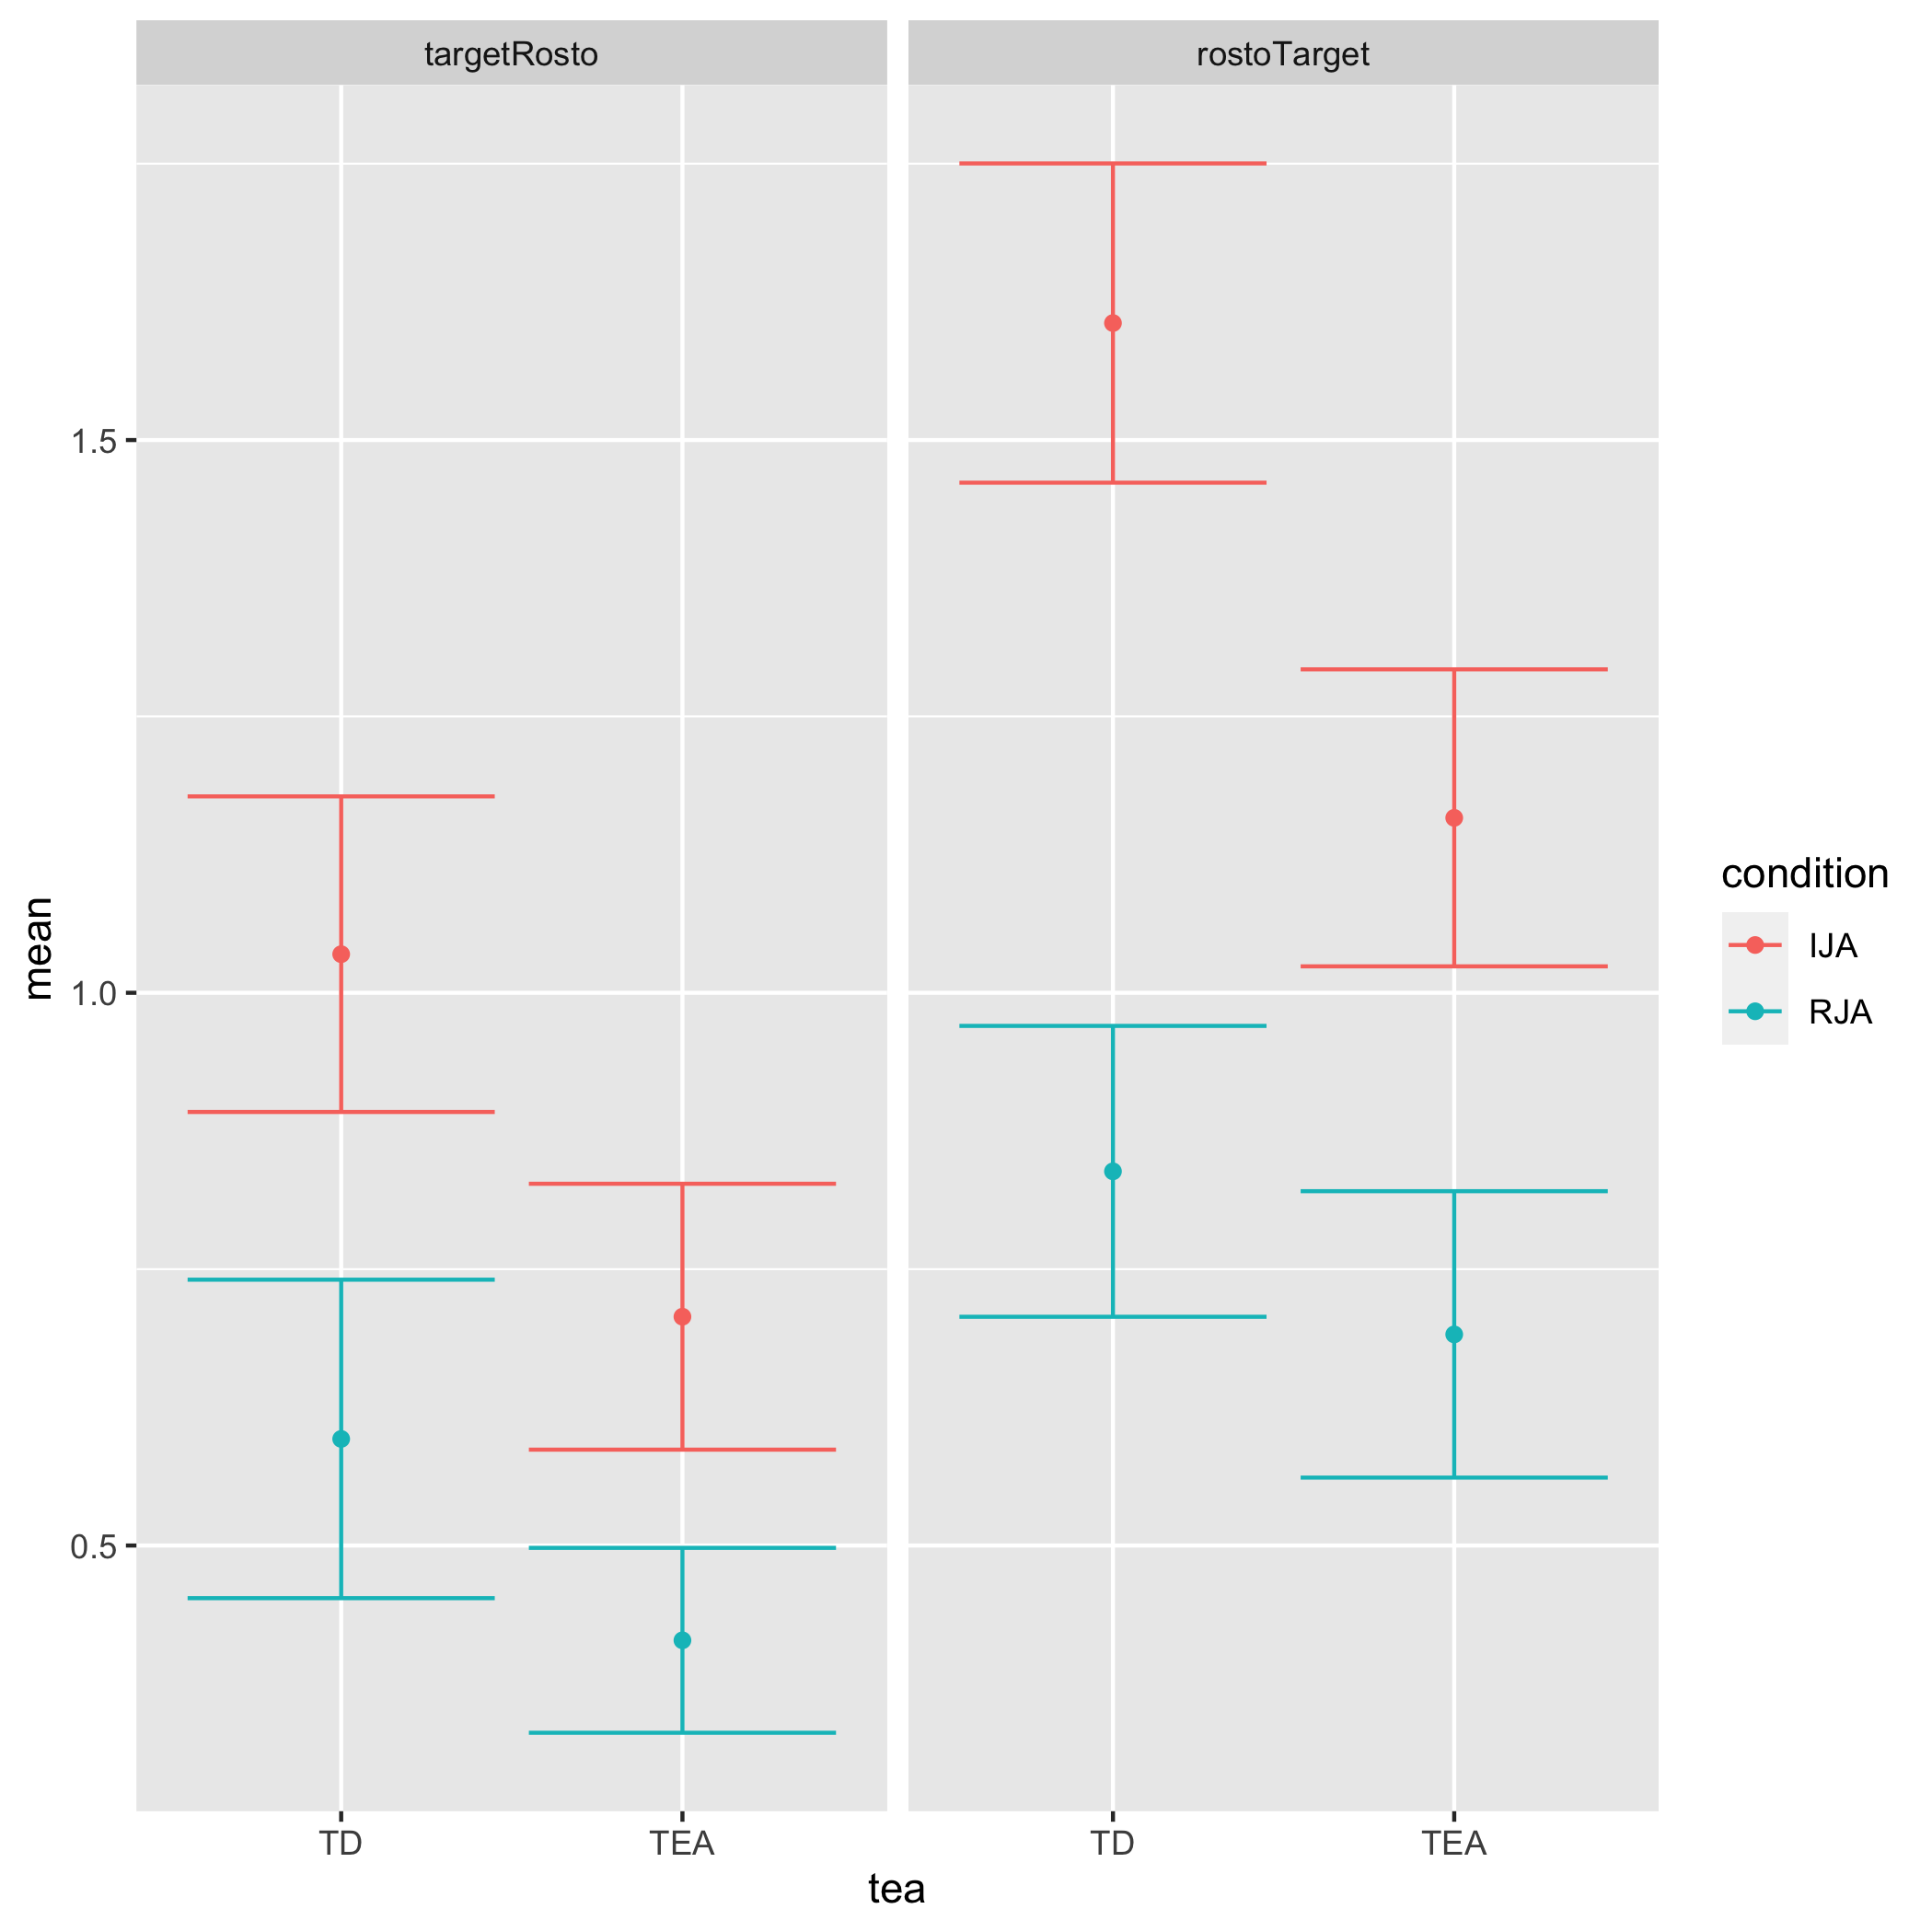 targetRosto
rostoTarget
mean
1.5
1.0
0.5
TD
TEA
TD
TEA
tea
condition
IJA
RJA